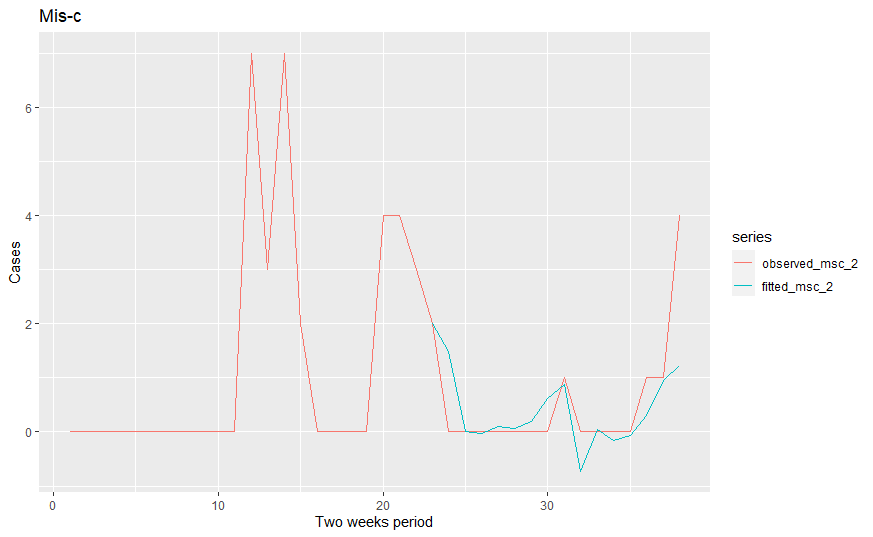 Mis-c
6
4
2
0
Cases
0 10 20 30
Two weeks period
series
observed_msc_2
fitted_msc_2